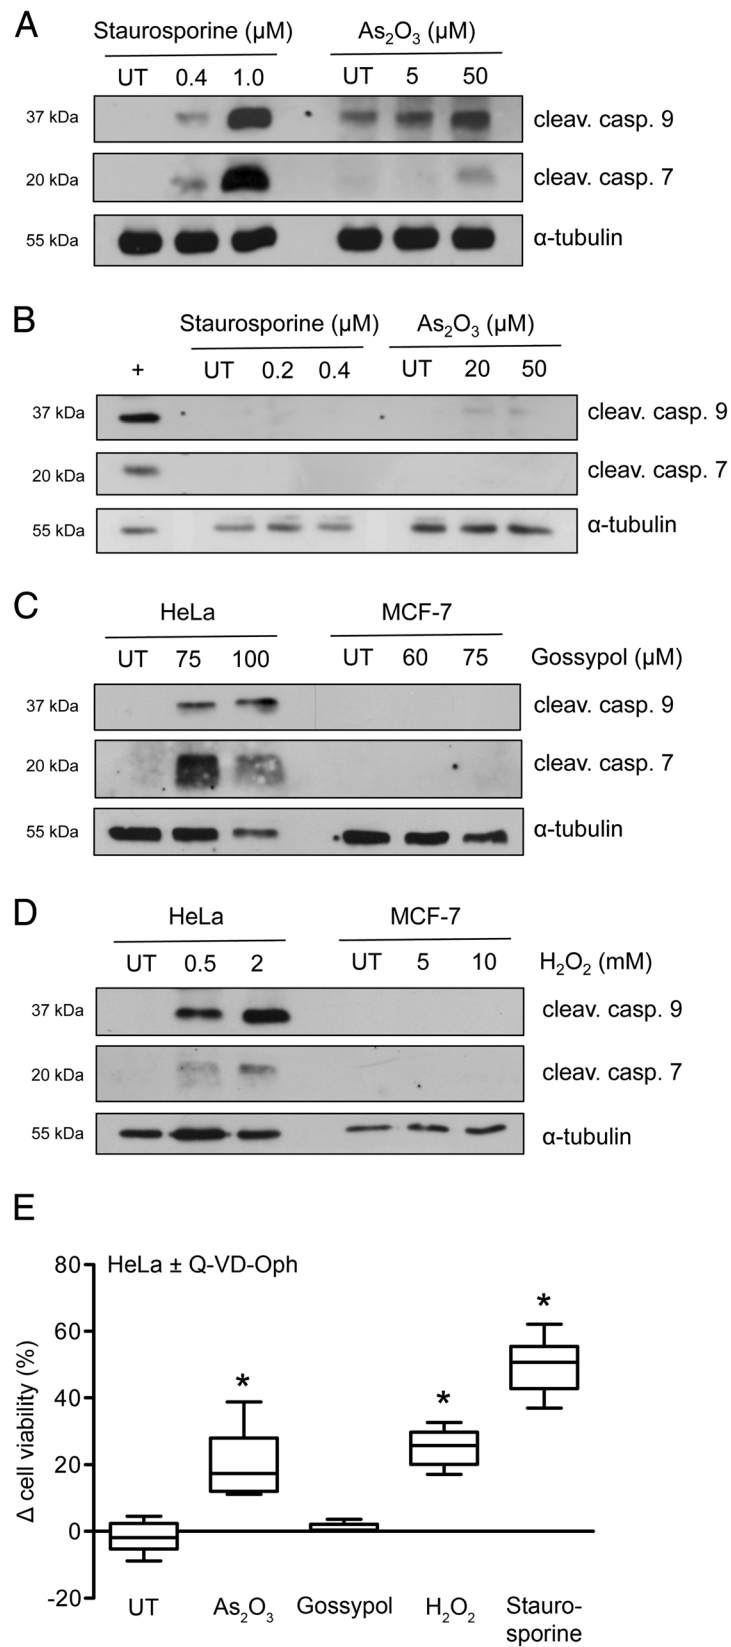 A
Staurosporine (µM) As₂O₃ (µM)
UT 0.4 1.0 UT 5 50
37 kDa cleav. casp. 9
20 kDa cleav. casp. 7
55 kDa α-tubulin
B
Staurosporine (µM) As₂O₃ (µM)
+ UT 0.2 0.4 UT 20 50
37 kDa cleav. casp. 9
20 kDa cleav. casp. 7
55 kDa α-tubulin
C
HeLa MCF-7
UT 75 100 UT 60 75 Gossypol (µM)
37 kDa cleav. casp. 9
20 kDa cleav. casp. 7
55 kDa α-tubulin
D
HeLa MCF-7
UT 0.5 2 UT 5 10 H₂O₂ (mM)
37 kDa cleav. casp. 9
20 kDa cleav. casp. 7
55 kDa α-tubulin
E
HeLa ± Q-VD-Oph
Δ cell viability (%)
80
60
40
20
0
-20
* * *
UT As₂O₃ Gossypol H₂O₂ Stauro-
sporine